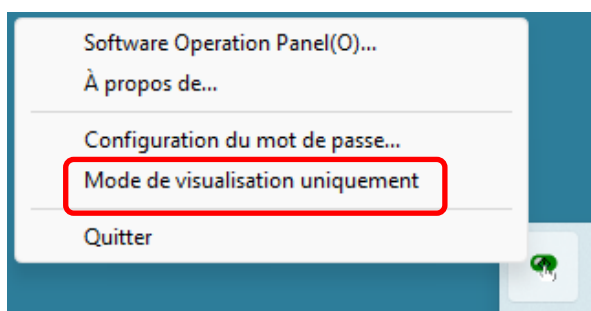 Software Operation Panel(O)...
À propos de...
Configuration du mot de passe...
Mode de visualisation uniquement
Quitter